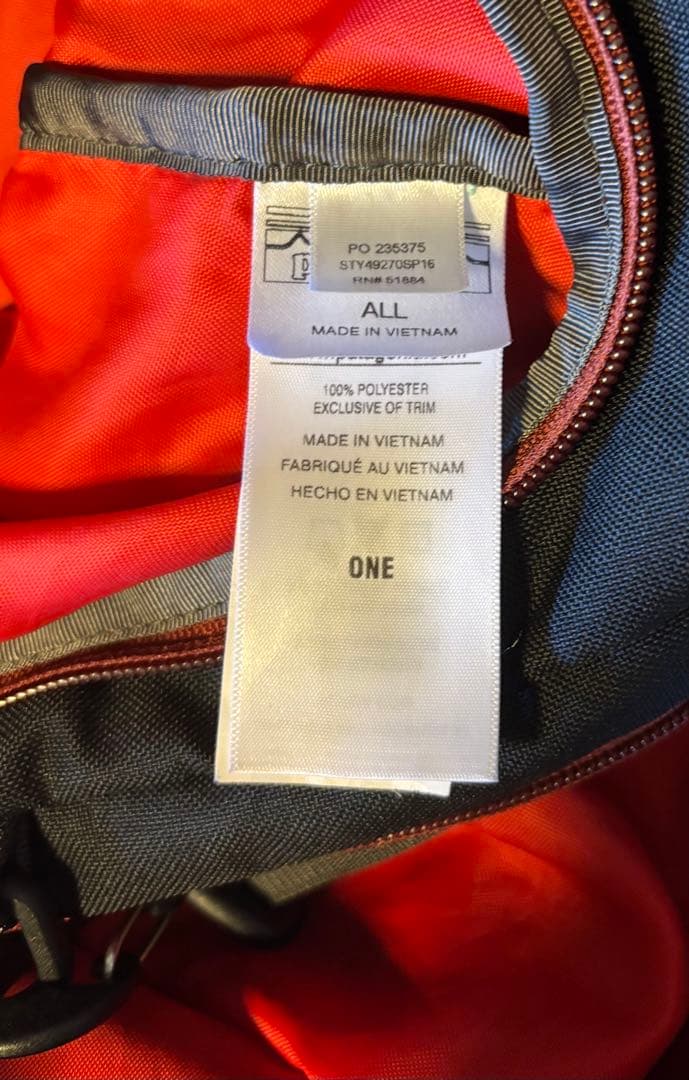 PO 235375
STY49270SP16
RN# 51884
ALL
MADE IN VIETNAM
100% POLYESTER
EXCLUSIVE OF TRIM
MADE IN VIETNAM
FABRIQUÉ AU VIETNAM
HECHO EN VIETNAM
ONE